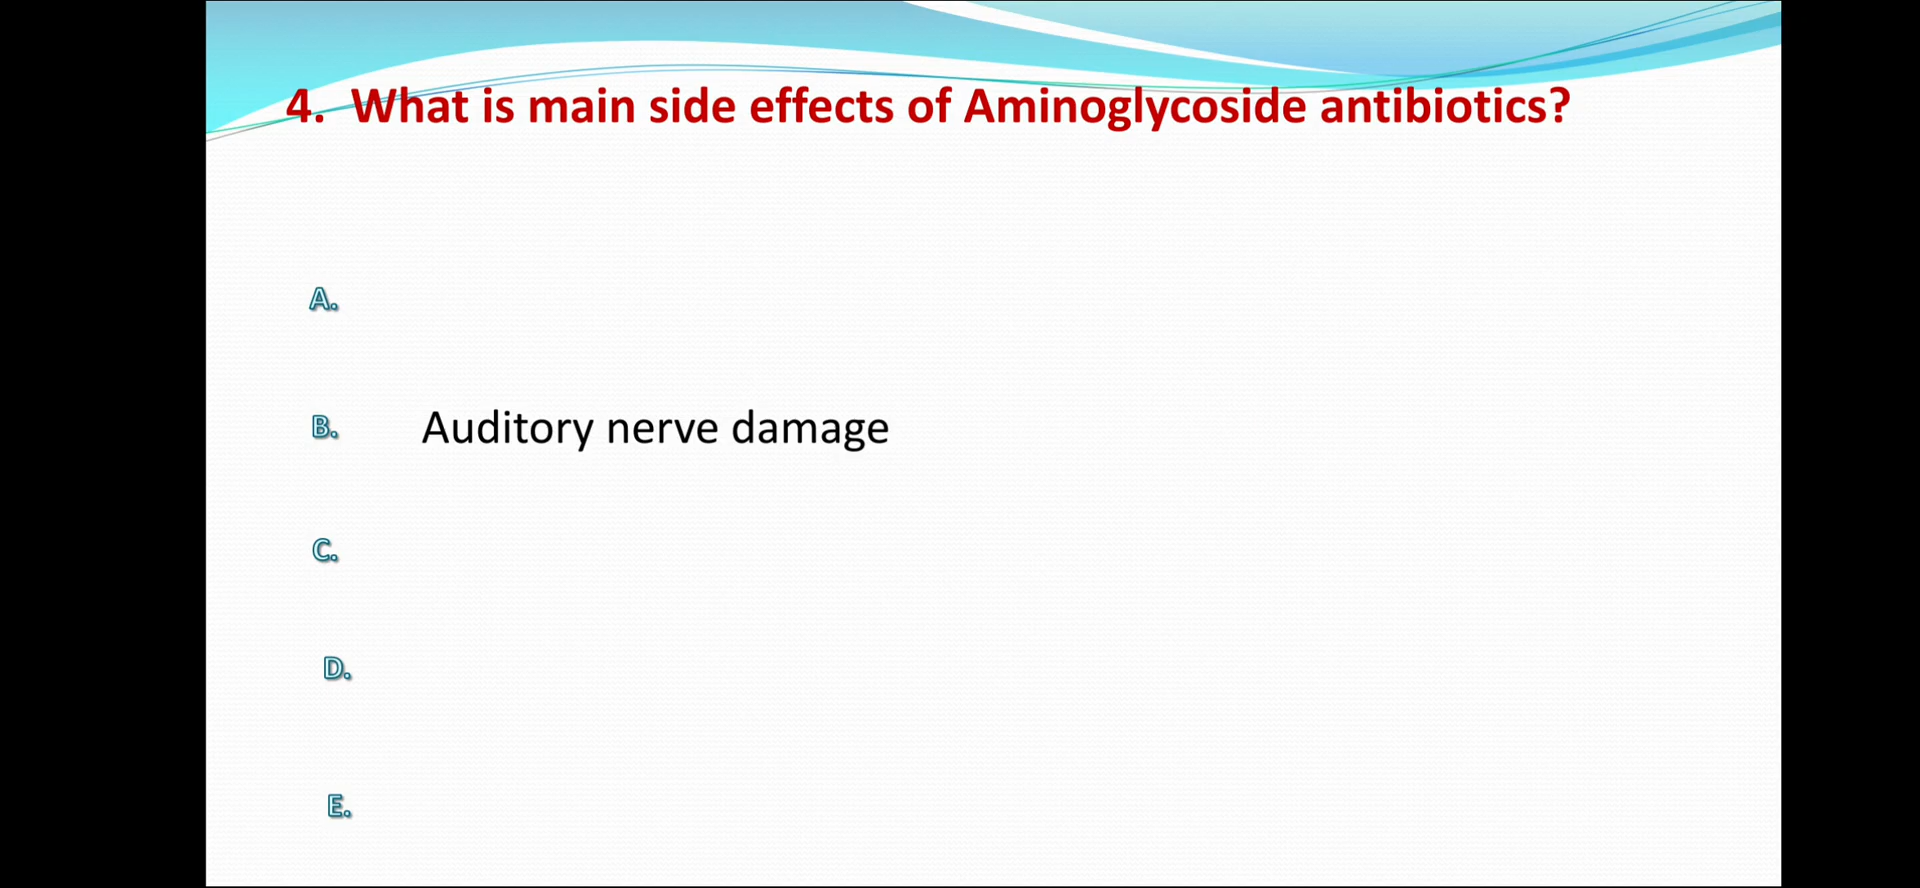 4. What is main side effects of Aminoglycoside antibiotics?
A.
B. Auditory nerve damage
C.
D.
E.